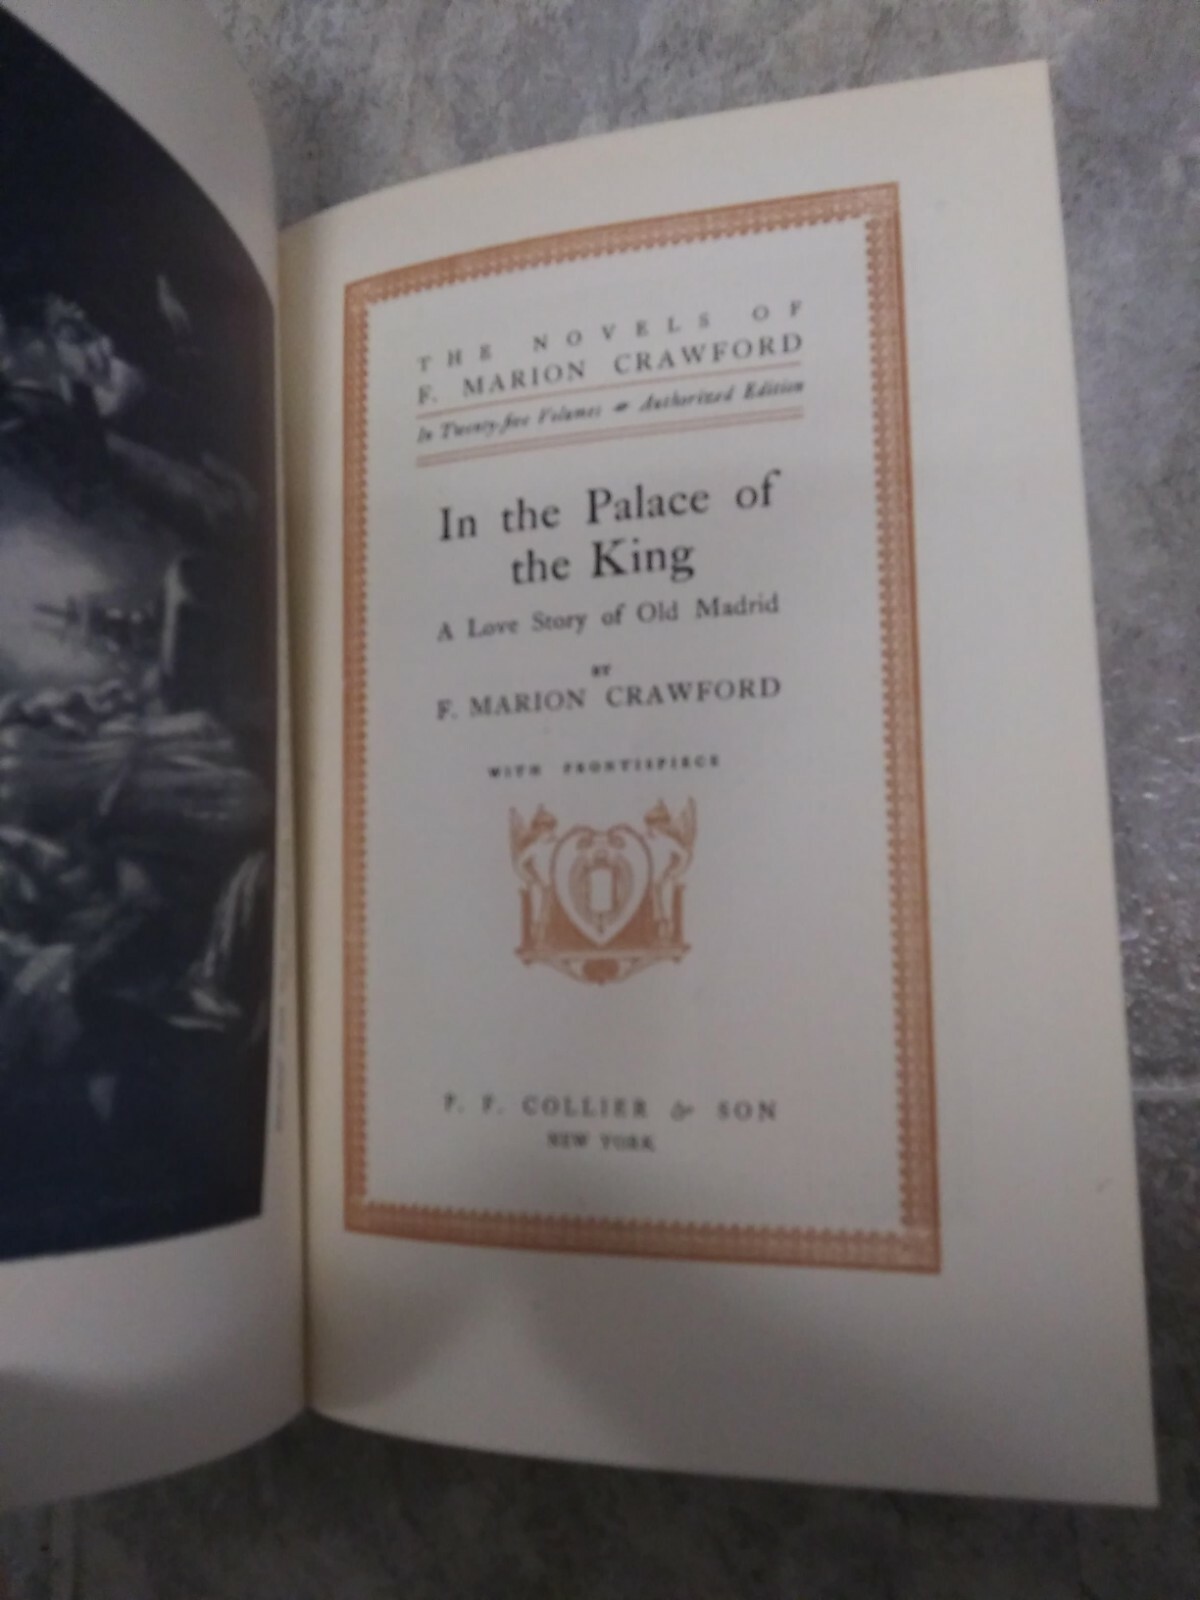 THE NOVELS OF
F. MARION CRAWFORD
In Twenty-five Volumes Authorized Edition
In the Palace of
the King
A Love Story of Old Madrid
BY
F. MARION CRAWFORD
WITH FRONTISPIECE
P. F. COLLIER & SON
NEW YORK